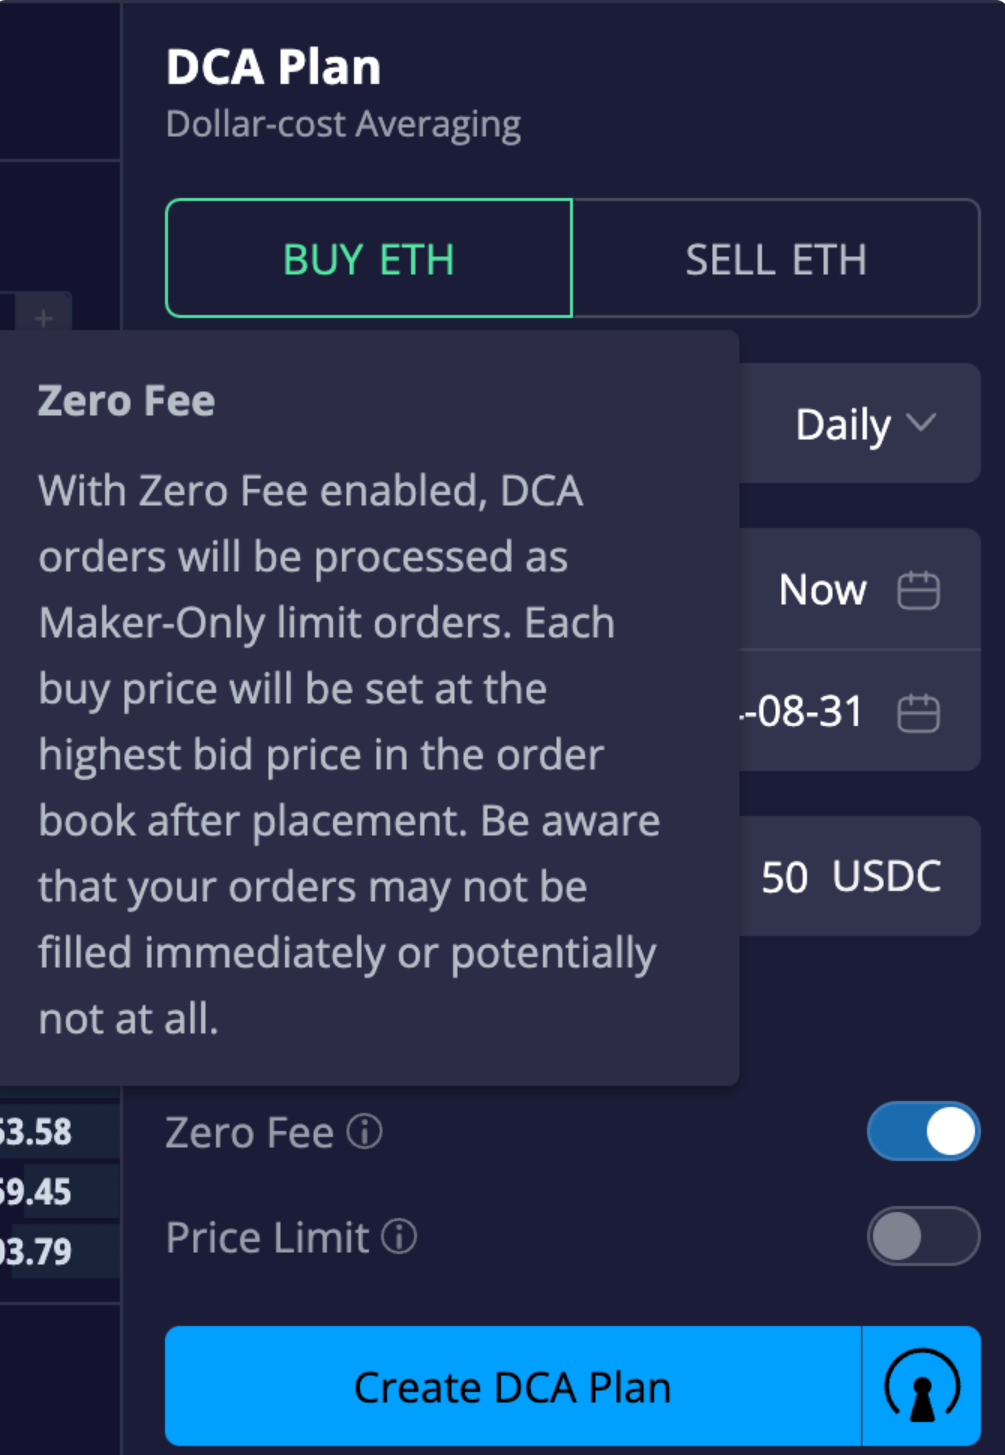 DCA Plan
Dollar-cost Averaging
BUY ETH
SELL ETH
+
Zero Fee
With Zero Fee enabled, DCA
orders will be processed as
Maker-Only limit orders. Each
buy price will be set at the
highest bid price in the order
book after placement. Be aware
that your orders may not be
filled immediately or potentially
not at all.
Daily
Now
-08-31
50 USDC
53.58
59.45
03.79
Zero Fee
Price Limit
Create DCA Plan